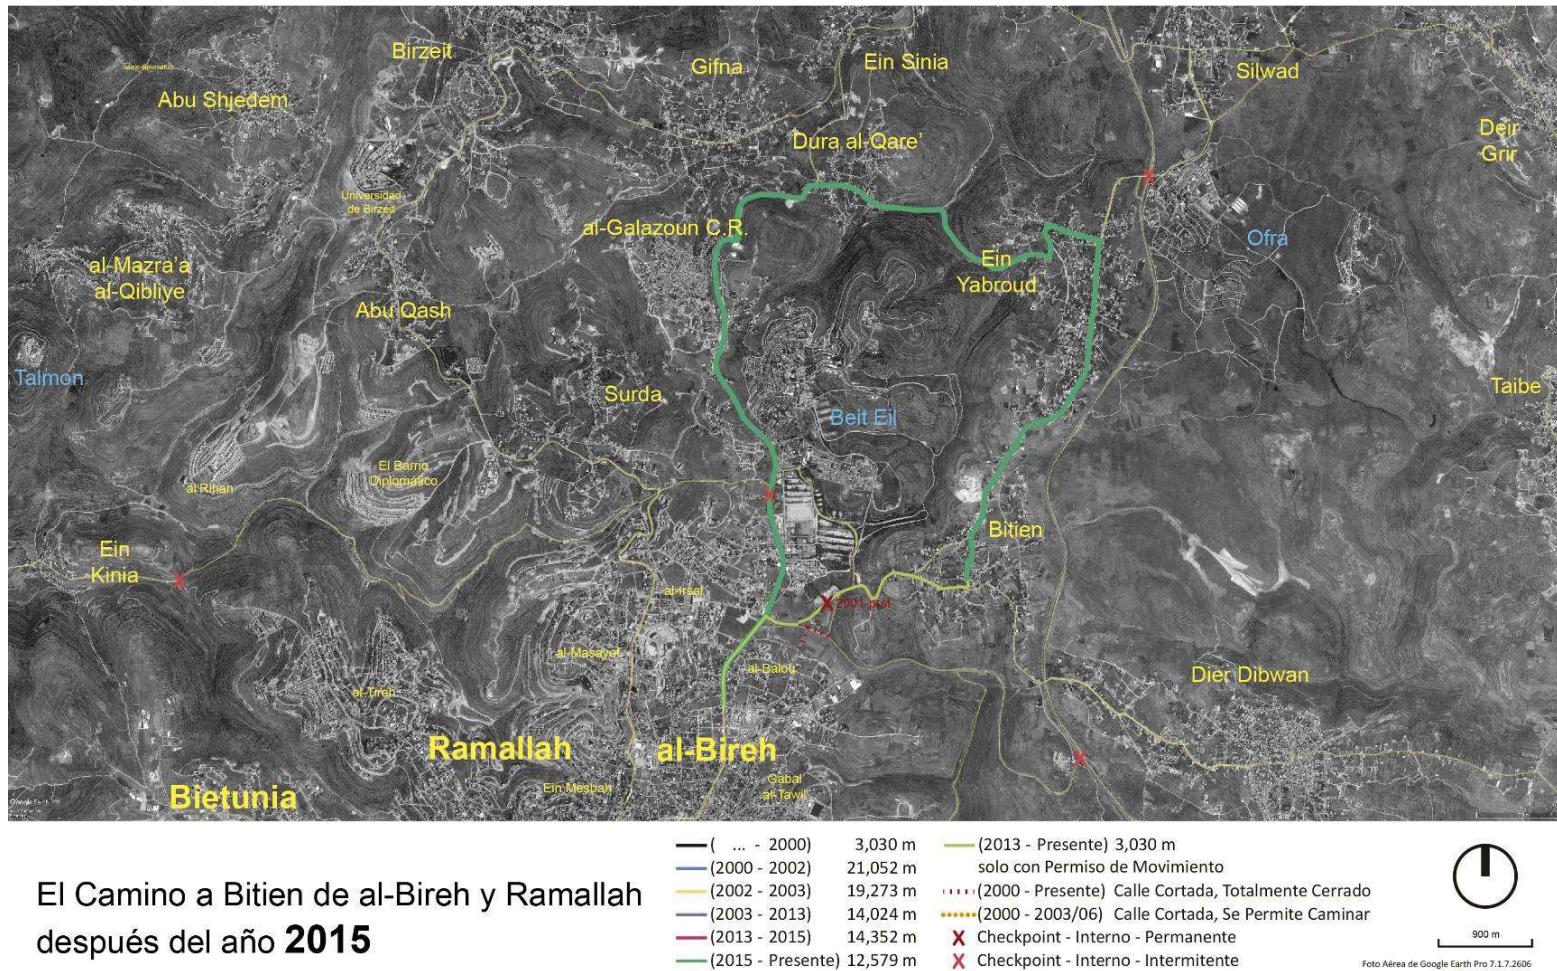 Birzeit
Gifna
Ein Sinia
Silwad
Abu Shjedem
Deir
Grir
Dura al-Qare'
Universidad
de Birzeit
al-Galazoun C.R.
Ofra
al-Mazra'a
al-Qibliye
Ein
Yabroud
Abu Qash
Talmon
Surda
Taibe
Beit Eil
El Barrio
Diplomático
al Rihan
Bitien
Ein
Kinia
al-Irsal
2001-prst
al-Masayef
al-Balou'
Dier Dibwan
al-Tireh
Ramallah
al-Bireh
Ein Mesbah
Gabal
al-Tawil
Bietunia
Google Earth
El Camino a Bitien de al-Bireh y Ramallah
después del año 2015
( ... - 2000) 3,030 m
(2000 - 2002) 21,052 m
(2002 - 2003) 19,273 m
(2003 - 2013) 14,024 m
(2013 - 2015) 14,352 m
(2015 - Presente) 12,579 m
(2013 - Presente) 3,030 m
solo con Permiso de Movimiento
(2000 - Presente) Calle Cortada, Totalmente Cerrado
(2000 - 2003/06) Calle Cortada, Se Permite Caminar
X Checkpoint - Interno - Permanente
X Checkpoint - Interno - Intermitente
900 m
Foto Aérea de Google Earth Pro 7.1.7.2606